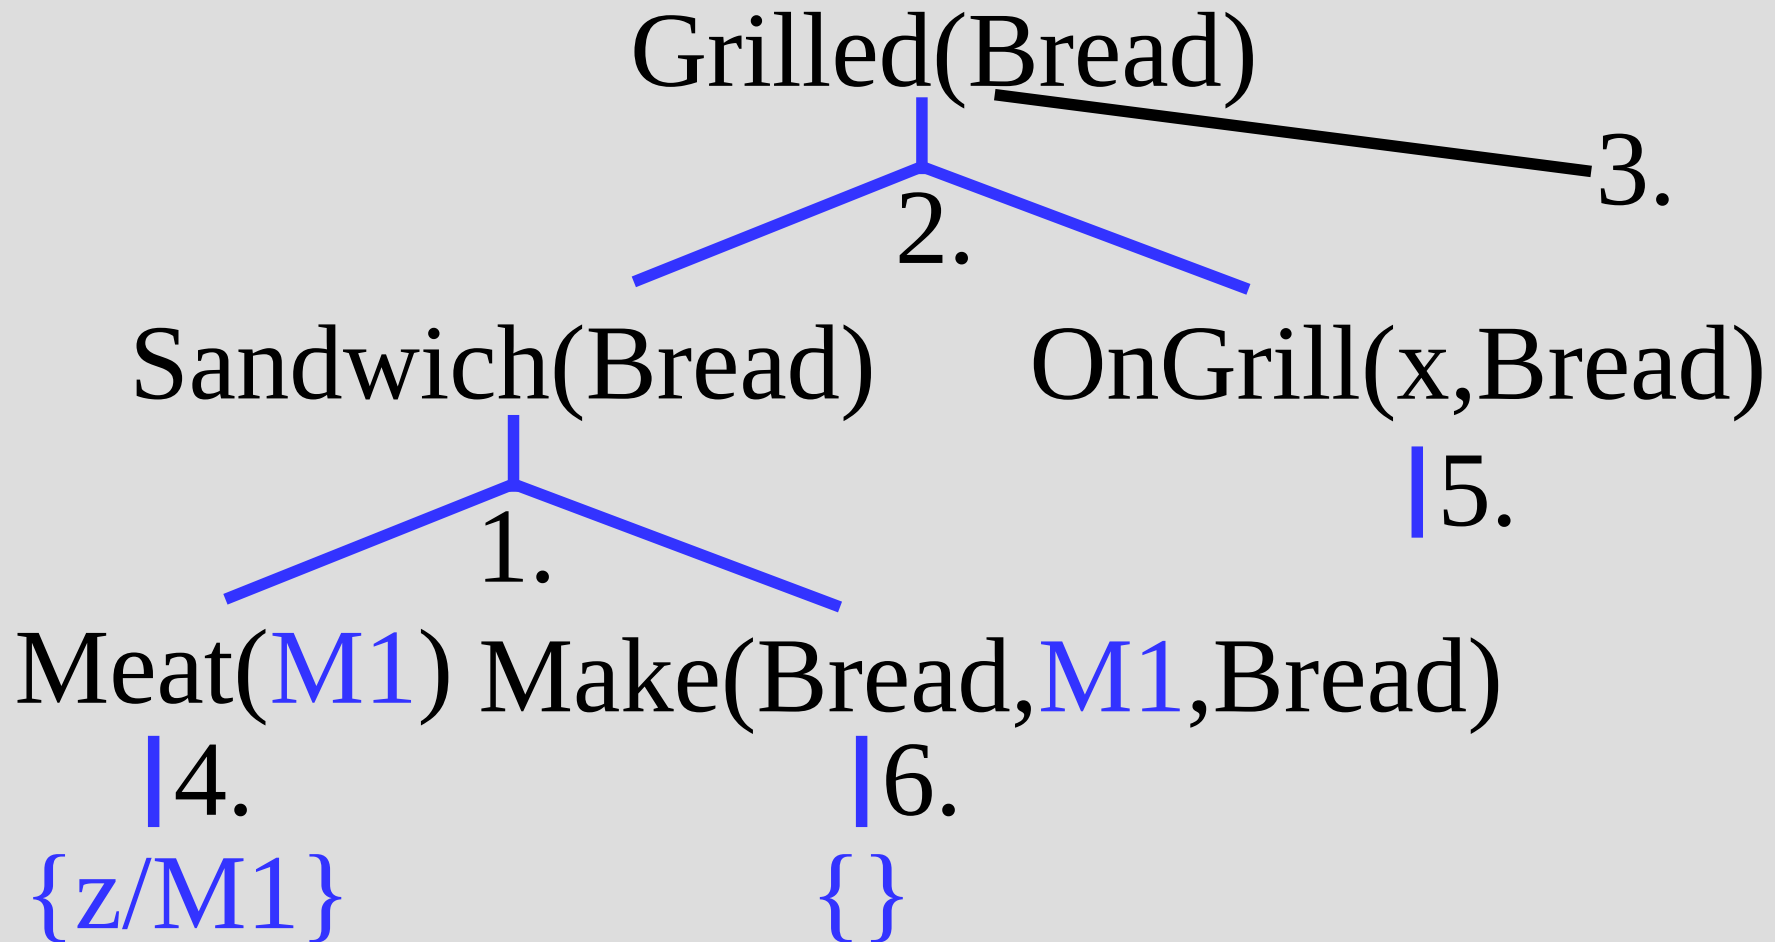 Grilled(Bread)
3.
2.
Sandwich(Bread) OnGrill(x,Bread)
5.
1.
Meat(M1) Make(Bread,M1,Bread)
4. 6.
{z/M1} {}